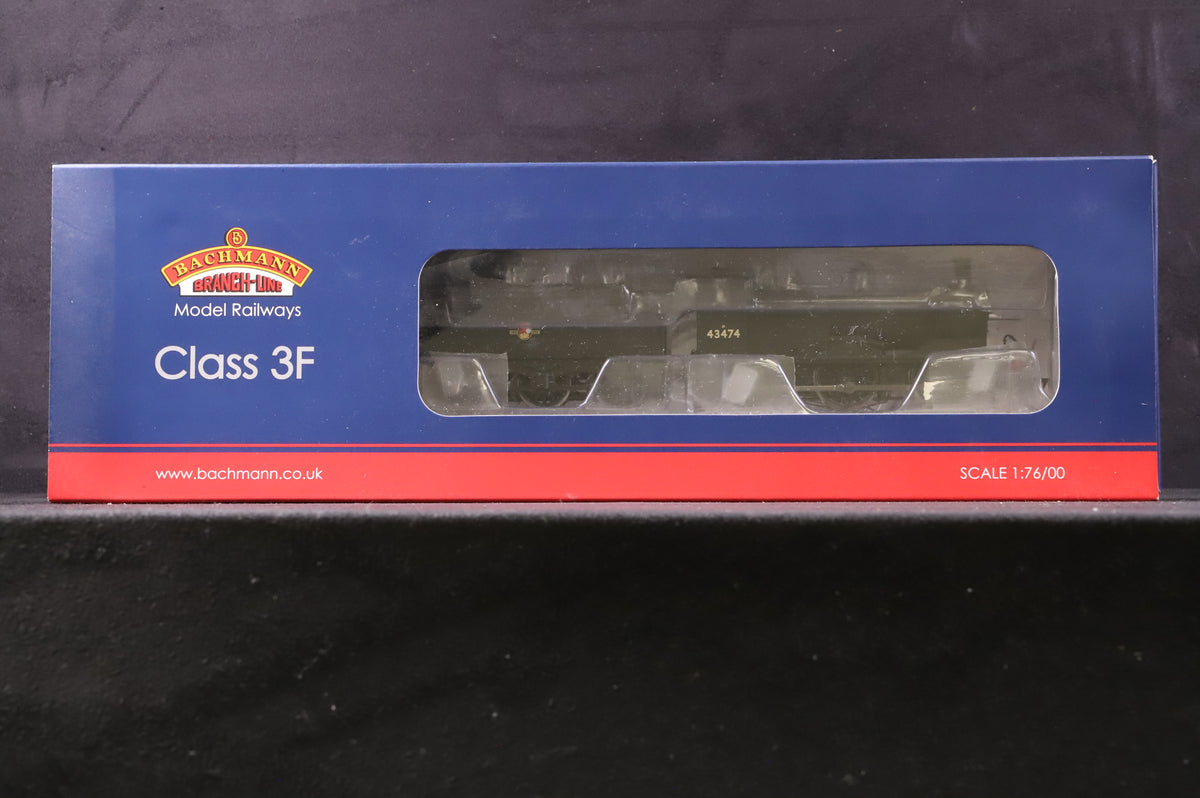 BACHMANN
BRANCH-LINE
Model Railways
Class 3F
43474
www.bachmann.co.uk
SCALE 1:76/00